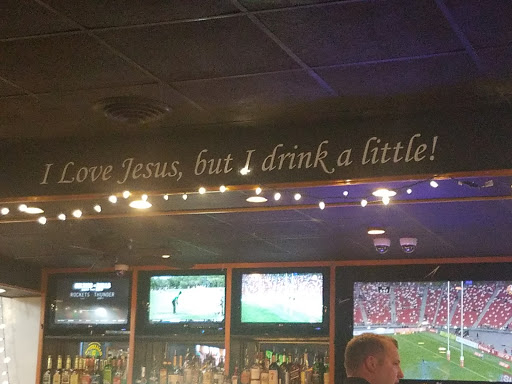 I Love Jesus, but I drink a little!
ROCKETS THUNDER